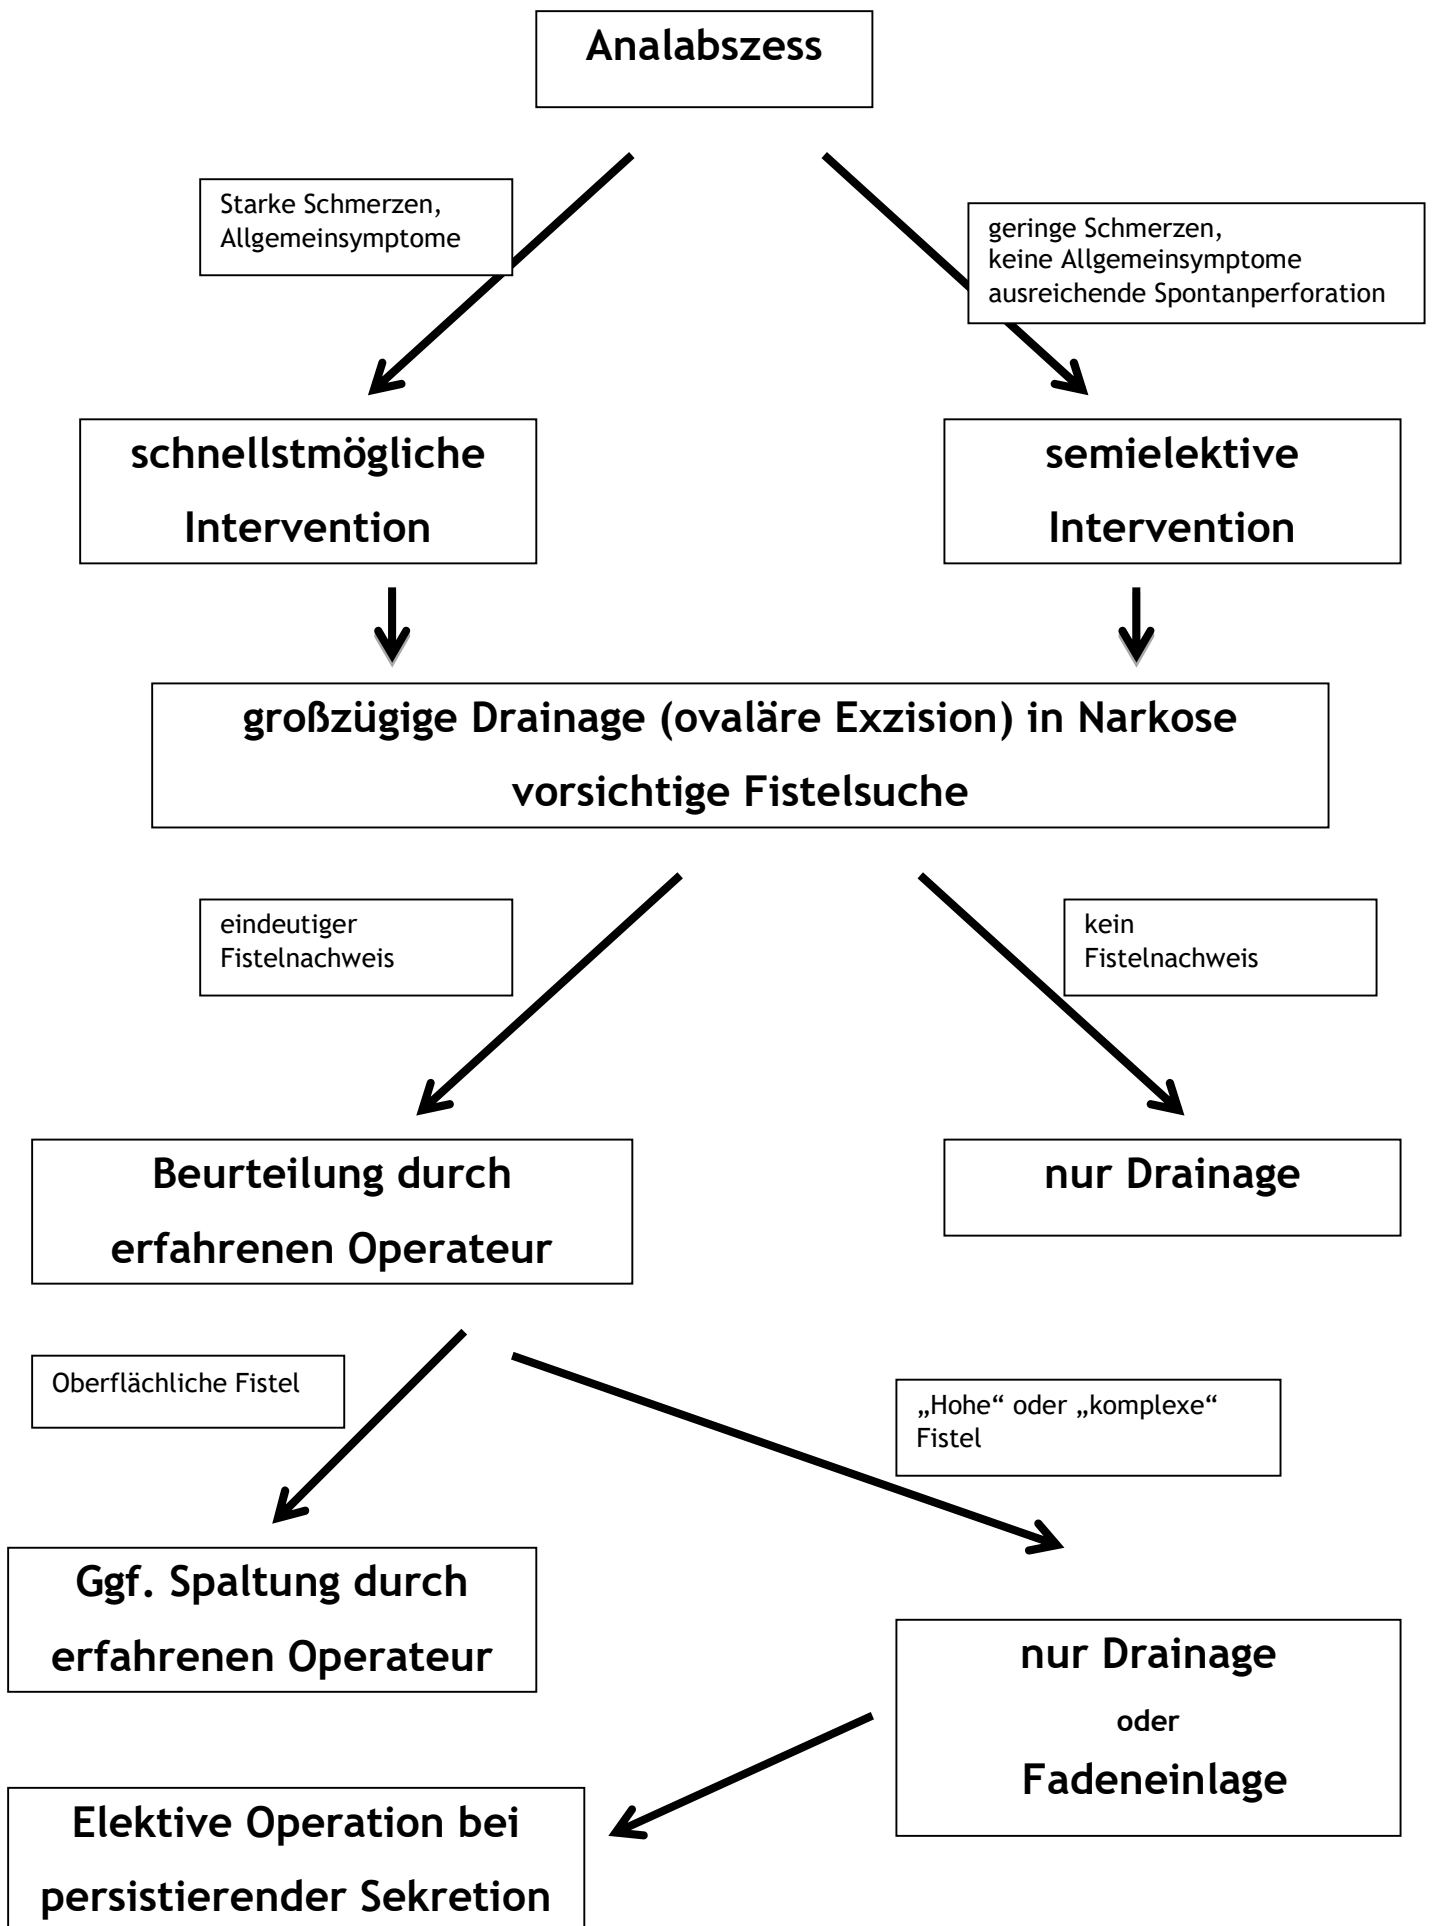 Analabszess
Starke Schmerzen,
Allgemeinsymptome
geringe Schmerzen,
keine Allgemeinsymptome
ausreichende Spontanperforation
schnellstmögliche
Intervention
semielektive
Intervention
großzügige Drainage (ovaläre Exzision) in Narkose
vorsichtige Fistelsuche
eindeutiger
Fistelnachweis
kein
Fistelnachweis
Beurteilung durch
erfahrenen Operateur
nur Drainage
Oberflächliche Fistel
„Hohe“ oder „komplexe“
Fistel
Ggf. Spaltung durch
erfahrenen Operateur
nur Drainage
oder
Fadeneinlage
Elektive Operation bei
persistierender Sekretion